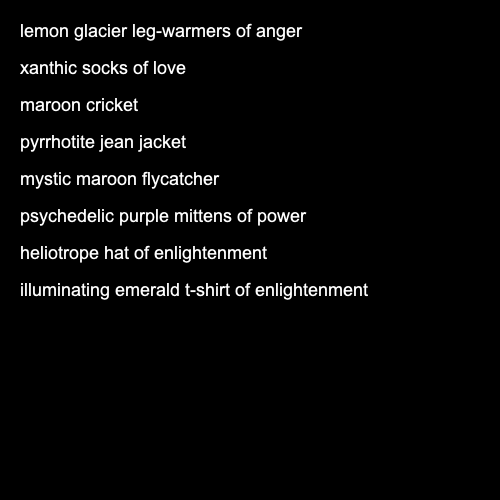 lemon glacier leg-warmers of anger
xanthic socks of love
maroon cricket
pyrrhotite jean jacket
mystic maroon flycatcher
psychedelic purple mittens of power
heliotrope hat of enlightenment
illuminating emerald t-shirt of enlightenment